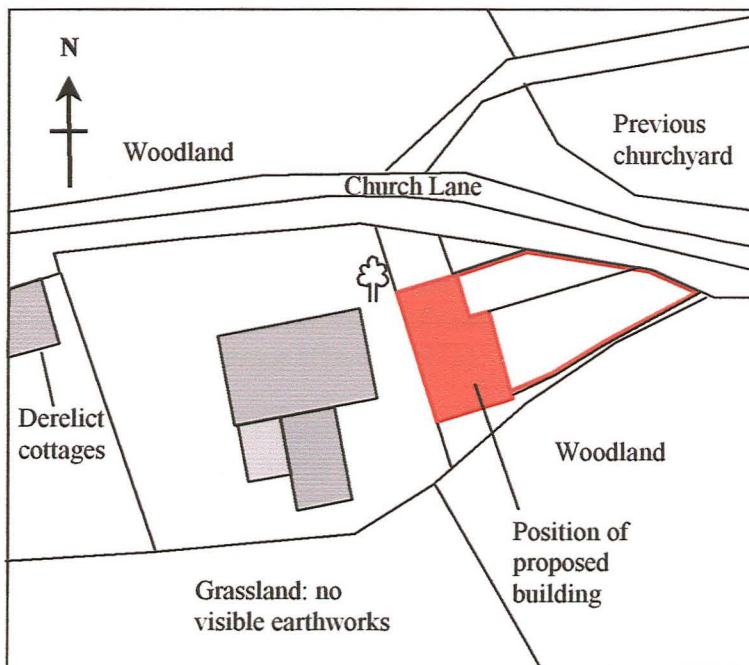 N
Woodland
Previous
churchyard
Church Lane
Derelict
cottages
Woodland
Position of
proposed
building
Grassland: no
visible earthworks